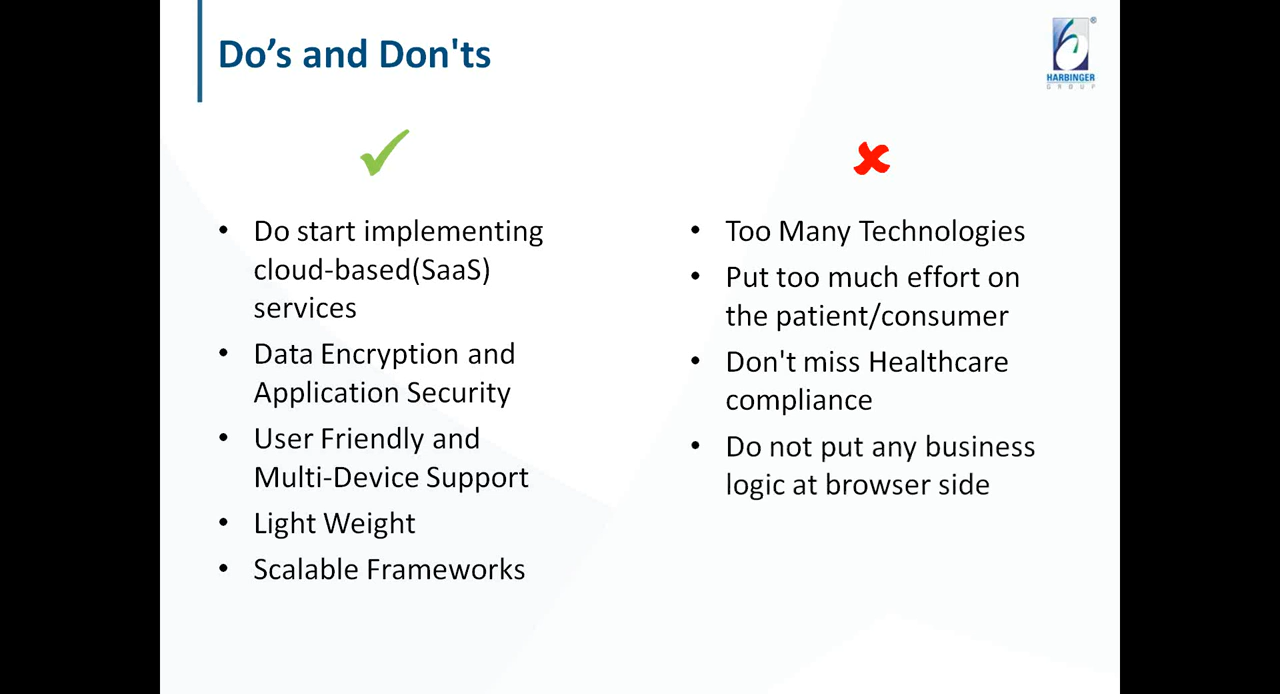 Do’s and Don'ts
®
HARBINGER
GROUP
• Do start implementing
cloud-based(SaaS)
services
• Data Encryption and
Application Security
• User Friendly and
Multi-Device Support
• Light Weight
• Scalable Frameworks
• Too Many Technologies
• Put too much effort on
the patient/consumer
• Don't miss Healthcare
compliance
• Do not put any business
logic at browser side